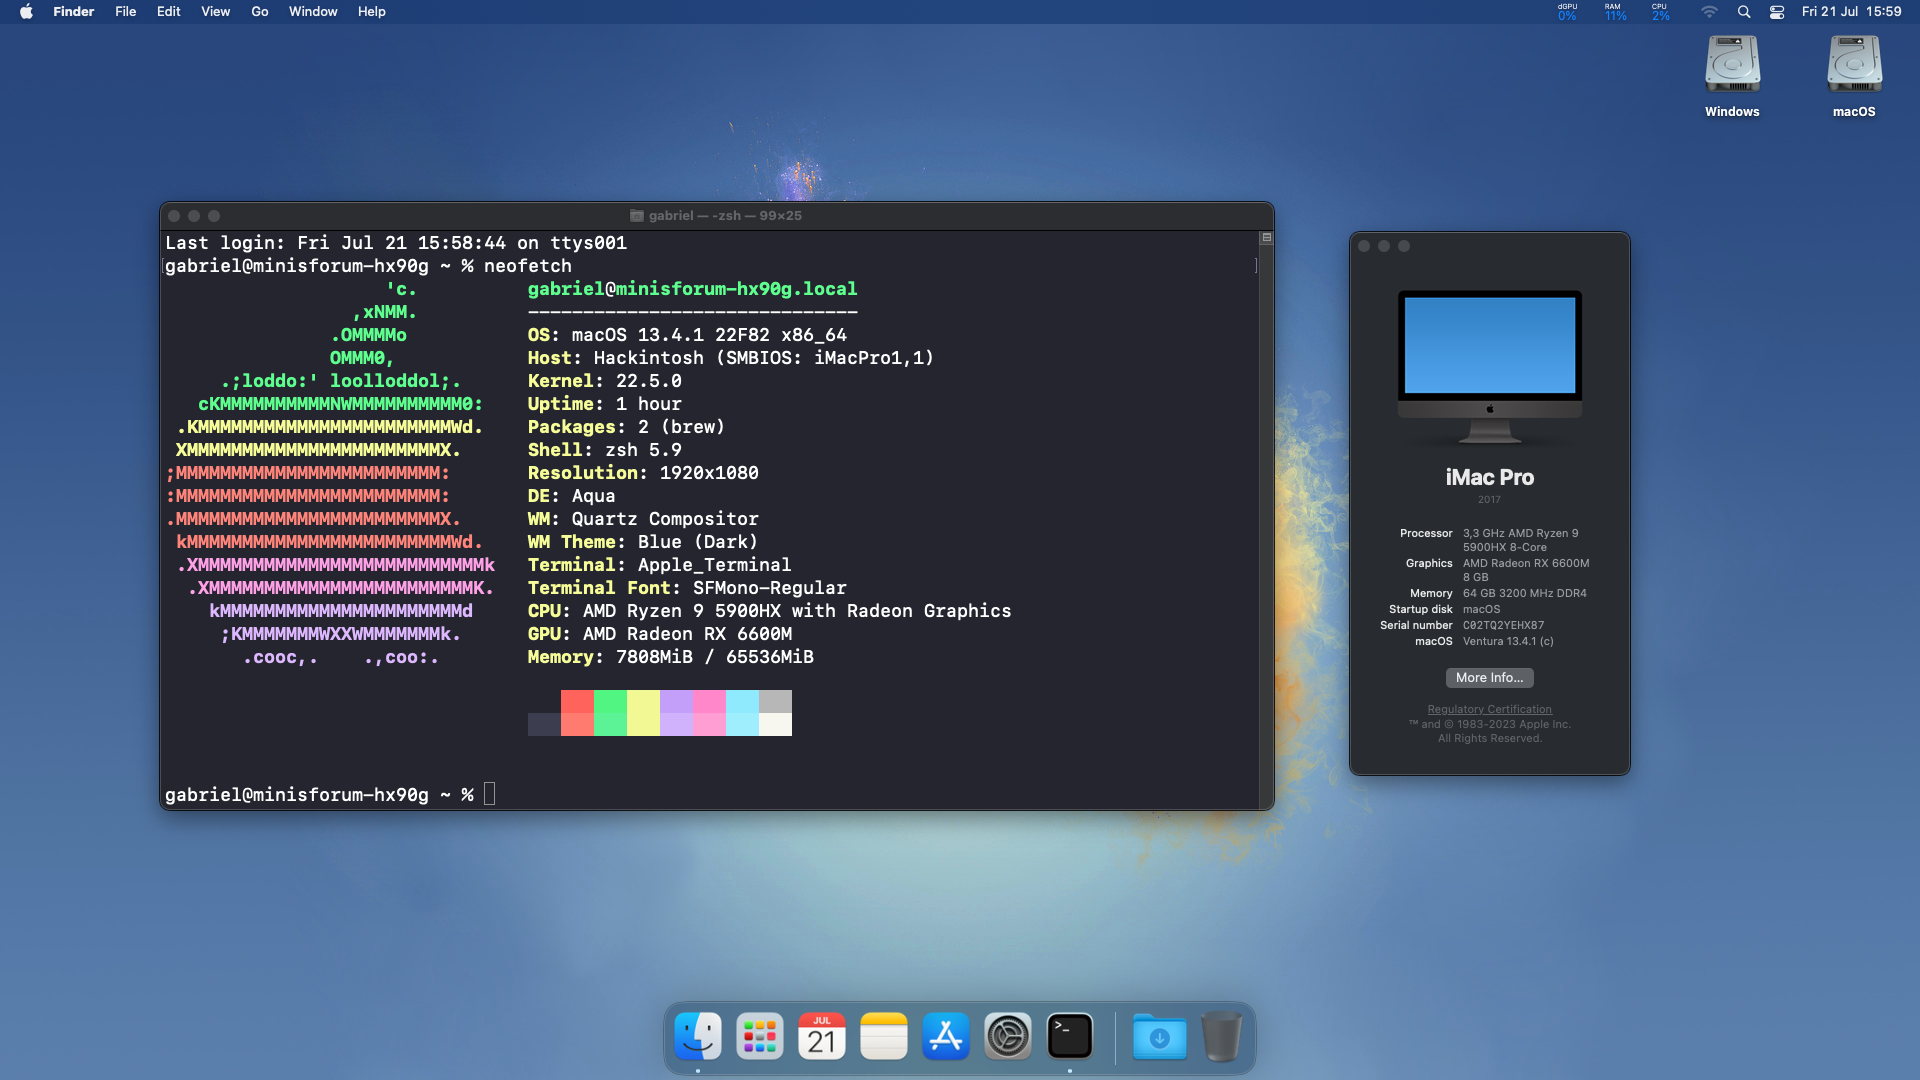 Finder File Edit View Go Window Help
dGPU 0% RAM 11% CPU 2% Fri 21 Jul 15:59
Windows
macOS
gabriel — -zsh — 99×25
Last login: Fri Jul 21 15:58:44 on ttys001
[gabriel@minisforum-hx90g ~ % neofetch ]
'c. gabriel@minisforum-hx90g.local
,xNMM. ------------------------------
.OMMMMo OS: macOS 13.4.1 22F82 x86_64
OMMM0, Host: Hackintosh (SMBIOS: iMacPro1,1)
.;loddo:' loolloddol;. Kernel: 22.5.0
cKMMMMMMMMMMNWMMMMMMMMMM0: Uptime: 1 hour
.KMMMMMMMMMMMMMMMMMMMMMMMWd. Packages: 2 (brew)
XMMMMMMMMMMMMMMMMMMMMMMMX. Shell: zsh 5.9
;MMMMMMMMMMMMMMMMMMMMMMMM: Resolution: 1920x1080
:MMMMMMMMMMMMMMMMMMMMMMMM: DE: Aqua
.MMMMMMMMMMMMMMMMMMMMMMMMX. WM: Quartz Compositor
kMMMMMMMMMMMMMMMMMMMMMMMMWd. WM Theme: Blue (Dark)
.XMMMMMMMMMMMMMMMMMMMMMMMMMMk Terminal: Apple_Terminal
.XMMMMMMMMMMMMMMMMMMMMMMMMK. Terminal Font: SFMono-Regular
kMMMMMMMMMMMMMMMMMMMMMMd CPU: AMD Ryzen 9 5900HX with Radeon Graphics
;KMMMMMMMWXXWMMMMMMMk. GPU: AMD Radeon RX 6600M
.cooc,. .,coo:. Memory: 7808MiB / 65536MiB
gabriel@minisforum-hx90g ~ %
iMac Pro
2017
Processor 3,3 GHz AMD Ryzen 9
5900HX 8-Core
Graphics AMD Radeon RX 6600M
8 GB
Memory 64 GB 3200 MHz DDR4
Startup disk macOS
Serial number C02TQ2YEHX87
macOS Ventura 13.4.1 (c)
More Info...
Regulatory Certification
™ and © 1983-2023 Apple Inc.
All Rights Reserved.
JUL
21
>_